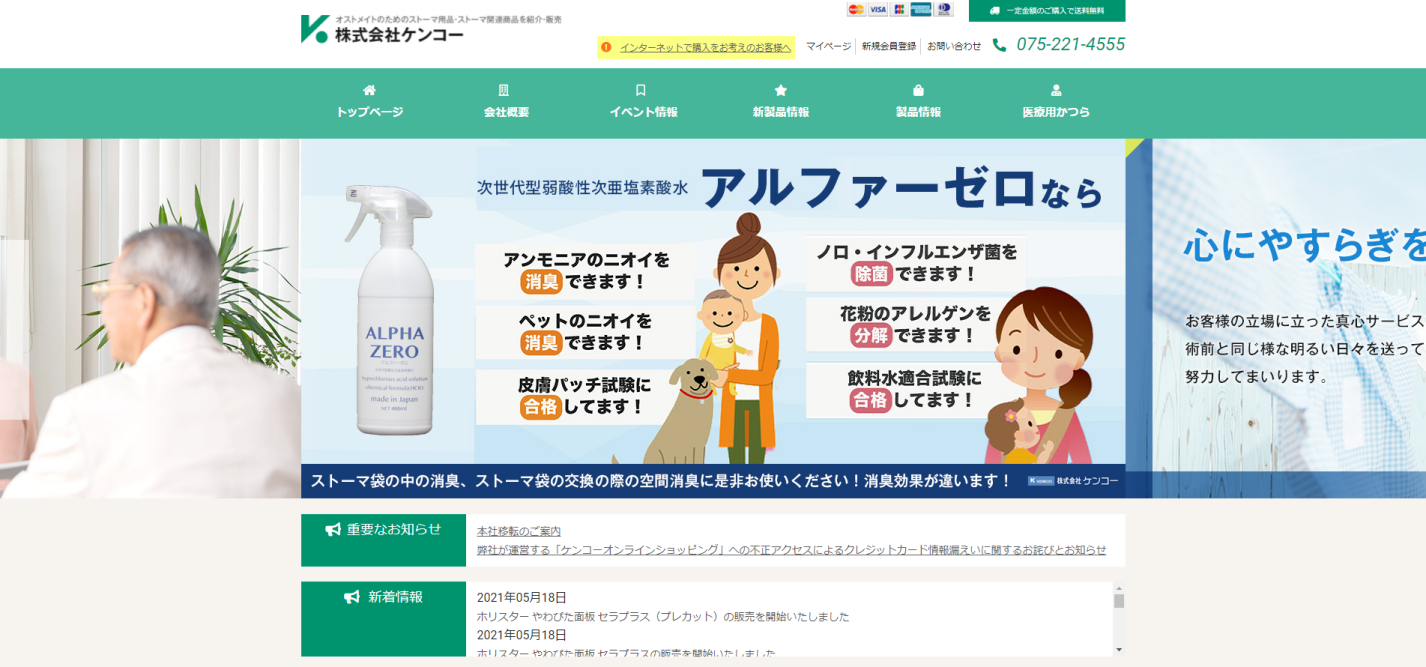 オストメイトのためのストーマ用品・ストーマ関連商品を紹介・販売
株式会社ケンコー
VISA
JCB
一定金額のご購入で送料無料
インターネットで購入をお考えのお客様へ
マイページ
新規会員登録
お問い合わせ
075-221-4555
トップページ
会社概要
イベント情報
新製品情報
製品情報
医療用かつら
次世代型弱酸性次亜塩素酸水
アルファーゼロなら
アンモニアのニオイを
消臭できます!
ペットのニオイを
消臭できます!
皮膚パッチ試験に
合格してます!
ノロ・インフルエンザ菌を
除菌できます!
花粉のアレルゲンを
分解できます!
飲料水適合試験に
合格してます!
ALPHA
ZERO
hypochlorous acid solution
chemical formula:HClO
made in Japan
NET 400ml
心にやすらぎを
お客様の立場に立った真心サービス
術前と同じ様な明るい日々を送って
努力してまいります。
ストーマ袋の中の消臭、ストーマ袋の交換の際の空間消臭に是非お使いください!消臭効果が違います!
株式会社ケンコー
重要なお知らせ
本社移転のご案内
弊社が運営する「ケンコーオンラインショッピング」への不正アクセスによるクレジットカード情報漏えいに関するお詫びとお知らせ
新着情報
2021年05月18日
ホリスター やわぴた面板 セラプラス（プレカット）の販売を開始いたしました
2021年05月18日
ホリスター やわぴた面板 セラプラスの販売を開始いたしました